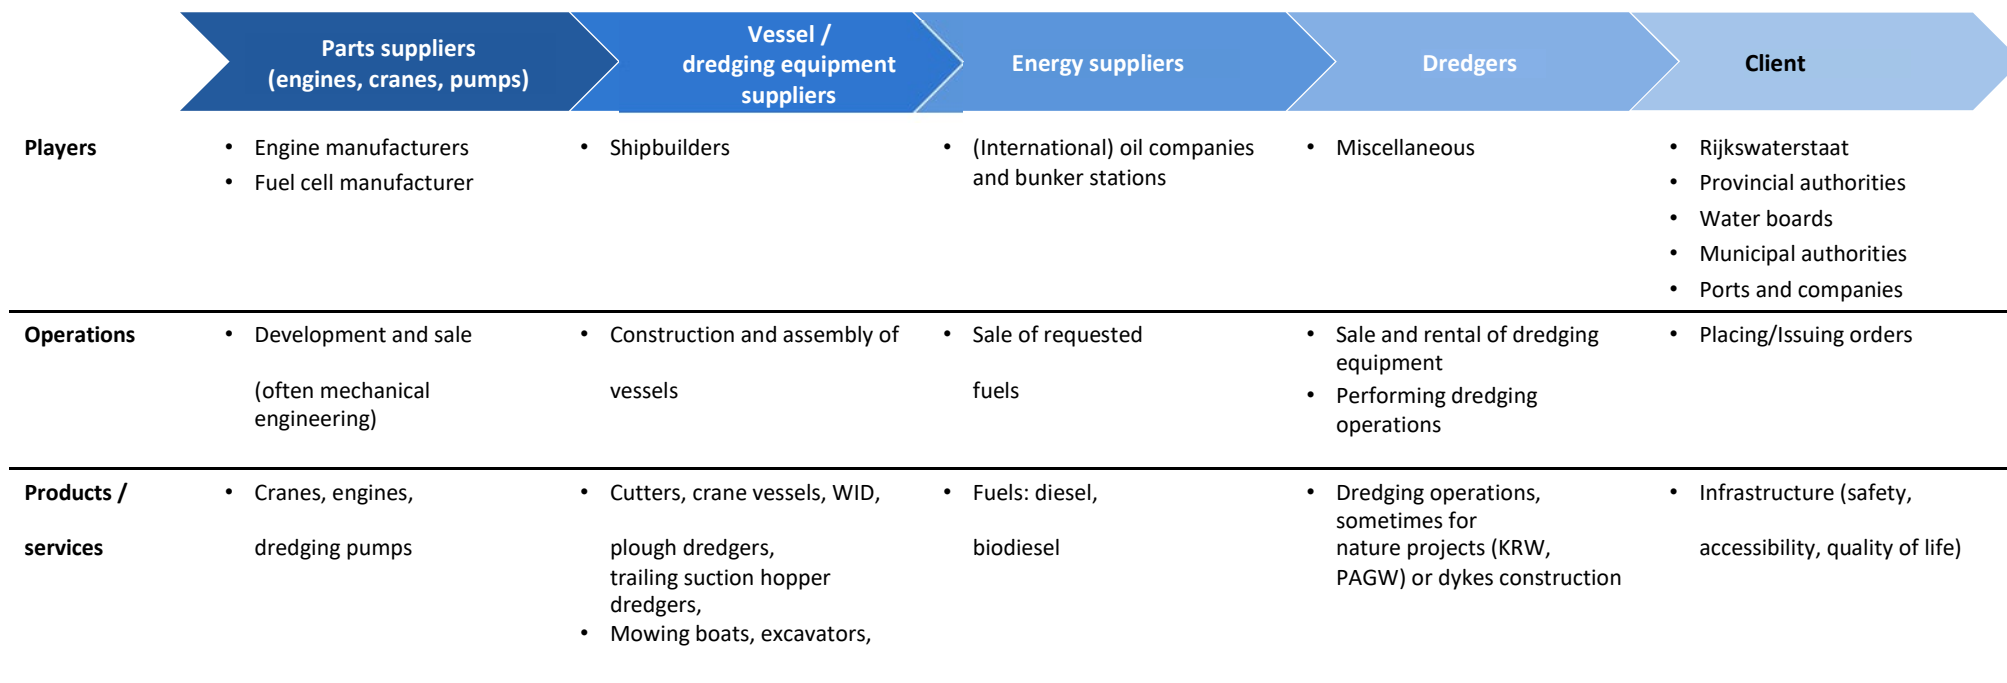 Parts suppliers
(engines, cranes, pumps)
Vessel /
dredging equipment
suppliers
Energy suppliers
Dredgers
Client
Players
• Engine manufacturers
• Fuel cell manufacturer
• Shipbuilders
• (International) oil companies
and bunker stations
• Miscellaneous
• Rijkswaterstaat
• Provincial authorities
• Water boards
• Municipal authorities
• Ports and companies
Operations
• Development and sale
(often mechanical
engineering)
• Construction and assembly of
vessels
• Sale of requested
fuels
• Sale and rental of dredging
equipment
• Performing dredging
operations
• Placing/Issuing orders
Products /
services
• Cranes, engines,
dredging pumps
• Cutters, crane vessels, WID,
plough dredgers,
trailing suction hopper
dredgers,
• Mowing boats, excavators,
• Fuels: diesel,
biodiesel
• Dredging operations,
sometimes for
nature projects (KRW,
PAGW) or dykes construction
• Infrastructure (safety,
accessibility, quality of life)